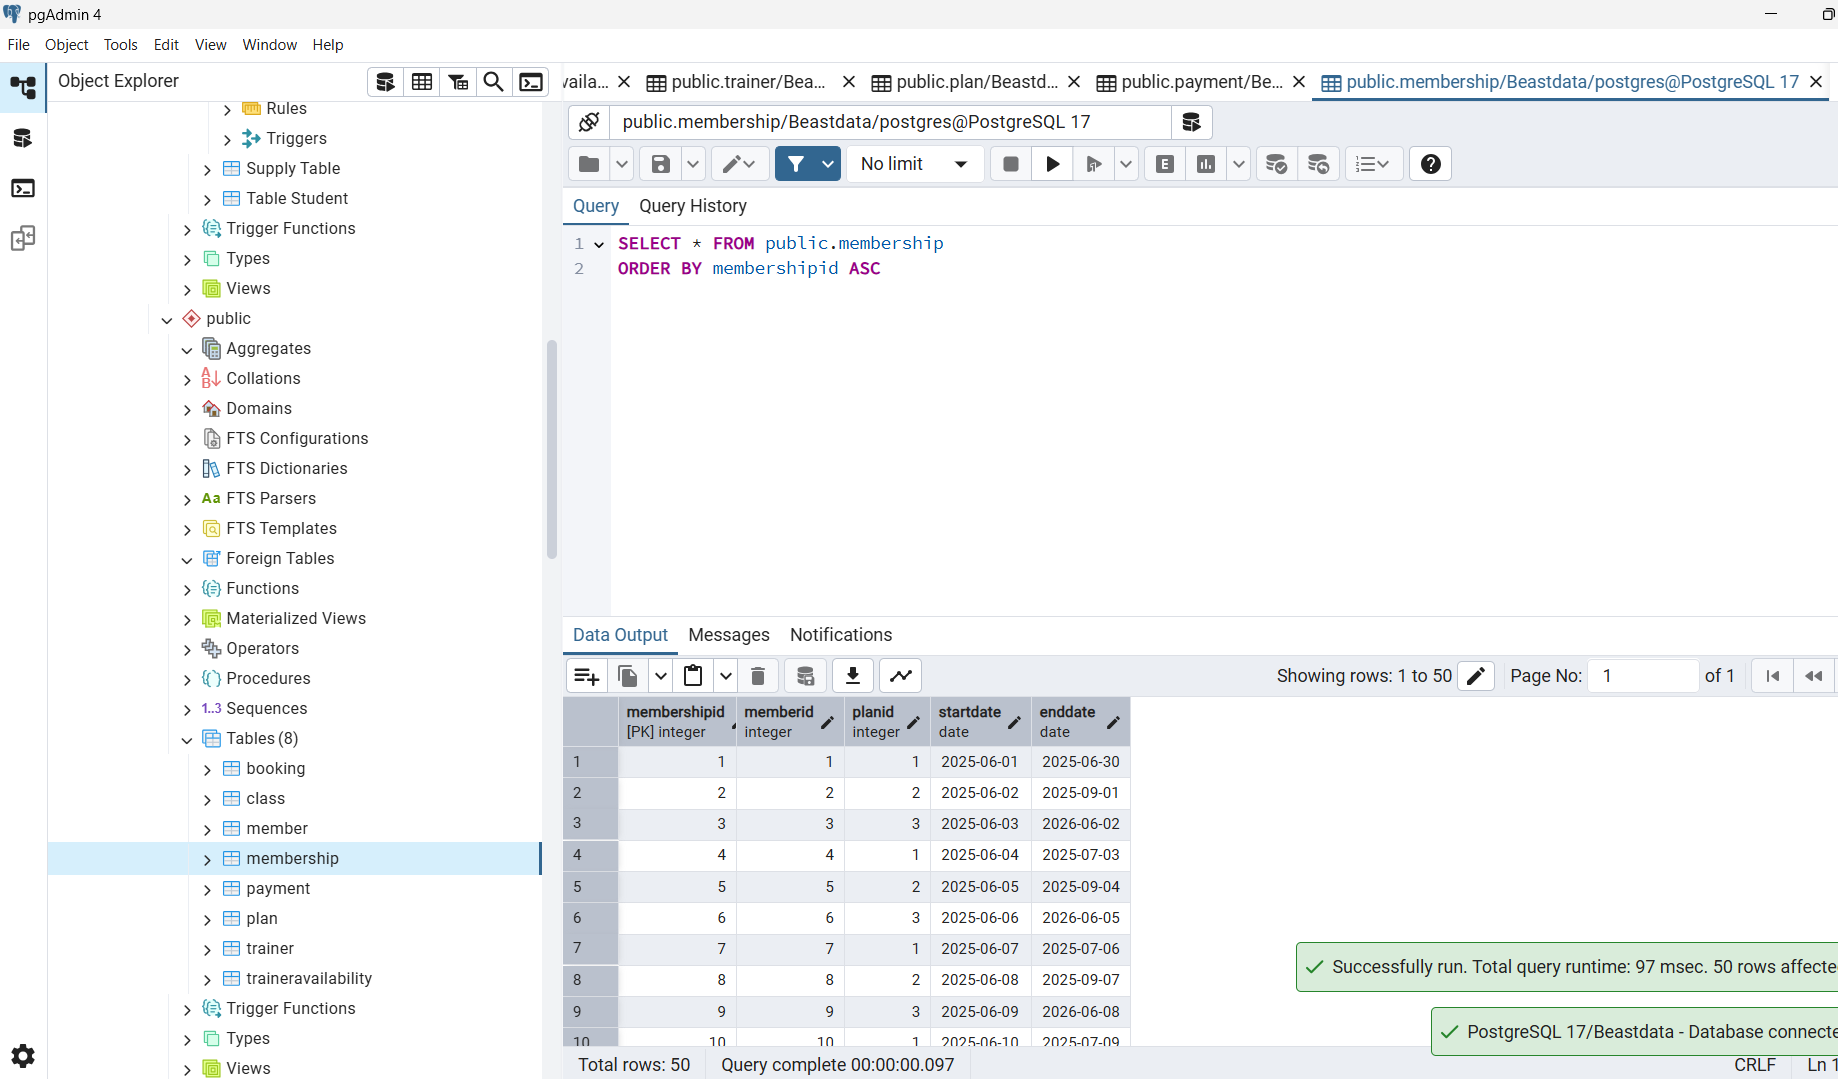 pgAdmin 4
File Object Tools Edit View Window Help
Object Explorer
Rules
Triggers
Supply Table
Table Student
Trigger Functions
Types
Views
public
Aggregates
Collations
Domains
FTS Configurations
FTS Dictionaries
Aa FTS Parsers
FTS Templates
Foreign Tables
Functions
Materialized Views
Operators
Procedures
1..3 Sequences
Tables (8)
booking
class
member
membership
payment
plan
trainer
traineravailability
Trigger Functions
Types
Views
vaila... public.trainer/Bea... public.plan/Beastd... public.payment/Be... public.membership/Beastdata/postgres@PostgreSQL 17
public.membership/Beastdata/postgres@PostgreSQL 17
No limit E
Query Query History
1 SELECT * FROM public.membership
2 ORDER BY membershipid ASC
Data Output Messages Notifications
Showing rows: 1 to 50 Page No: 1 of 1
membershipid memberid planid startdate enddate
[PK] integer integer integer date date
1 1 1 1 2025-06-01 2025-06-30
2 2 2 2 2025-06-02 2025-09-01
3 3 3 3 2025-06-03 2026-06-02
4 4 4 1 2025-06-04 2025-07-03
5 5 5 2 2025-06-05 2025-09-04
6 6 6 3 2025-06-06 2026-06-05
7 7 7 1 2025-06-07 2025-07-06
8 8 8 2 2025-06-08 2025-09-07
9 9 9 3 2025-06-09 2026-06-08
10 10 10 1 2025-06-10 2025-07-09
Successfully run. Total query runtime: 97 msec. 50 rows affecte
PostgreSQL 17/Beastdata - Database connecte
Total rows: 50 Query complete 00:00:00.097 CRLF Ln 1